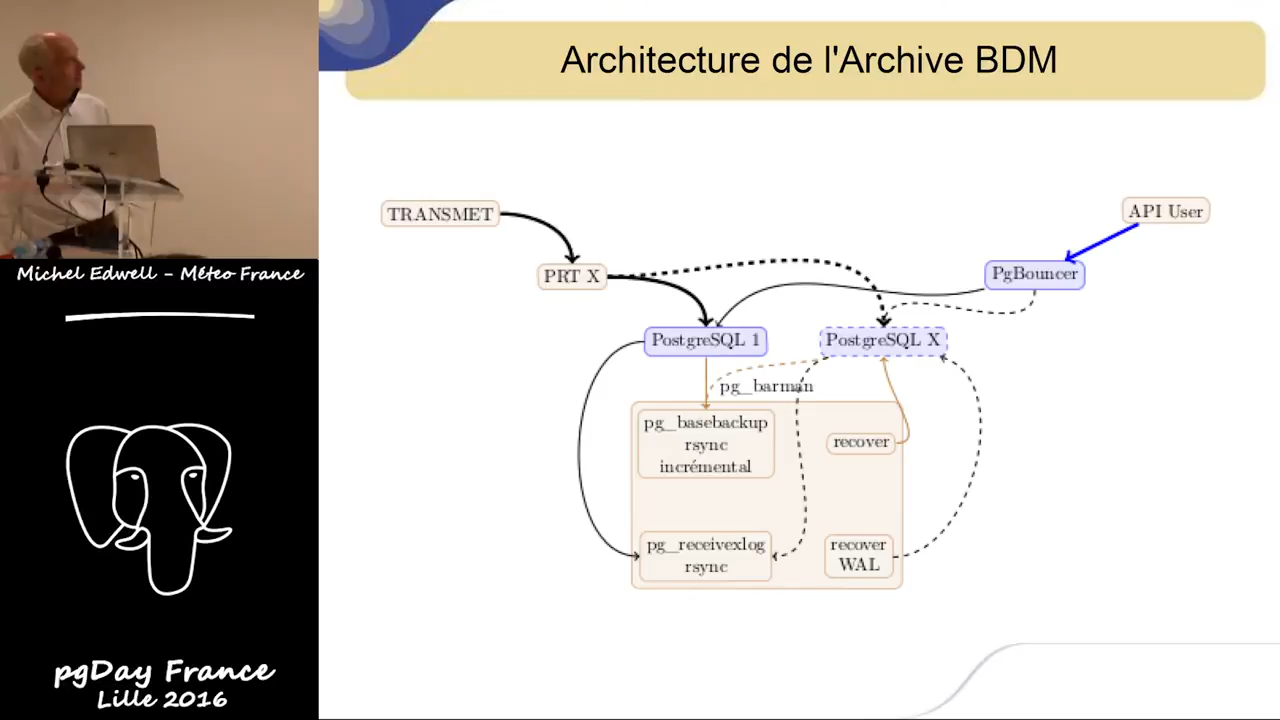 Architecture de l'Archive BDM
TRANSMET
API User
PRT X
PgBouncer
PostgreSQL 1
PostgreSQL X
pg_barman
pg_basebackup
rsync
incrémental
recover
pg_receivexlog
rsync
recover
WAL
Michel Edwell - Méteo France
pgDay France
Lille 2016